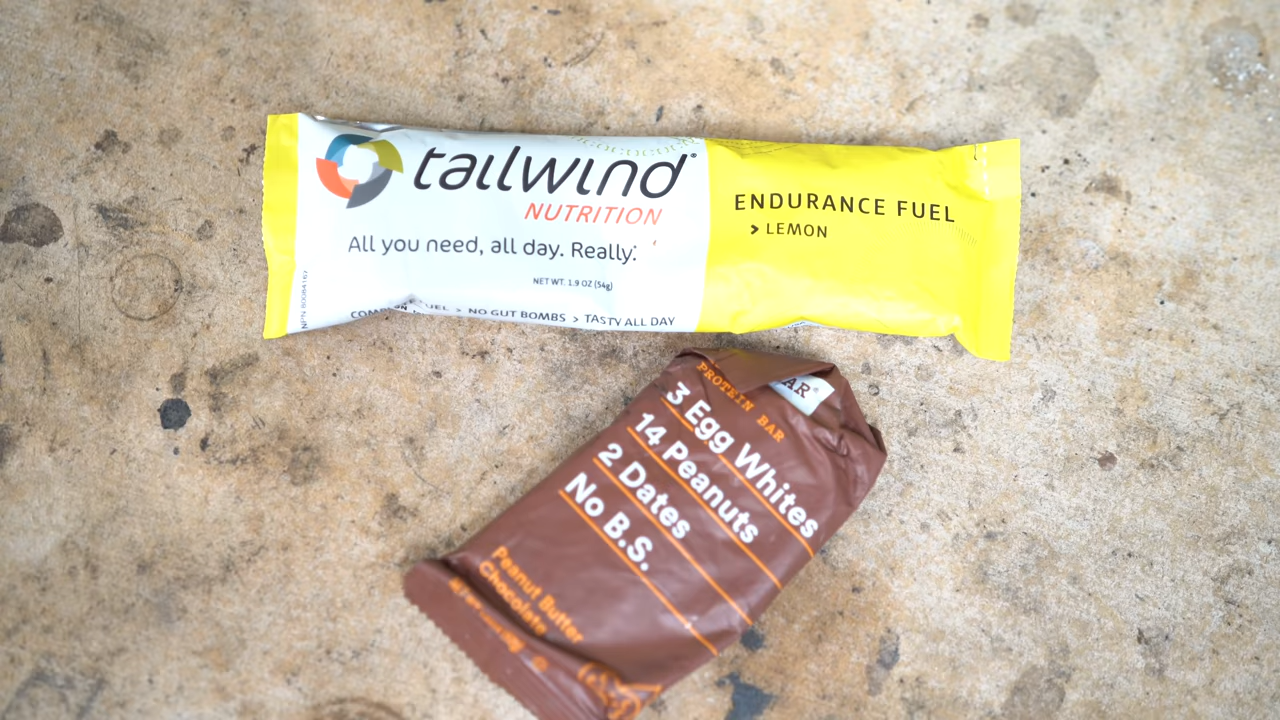 tailwind®
NUTRITION
All you need, all day. Really.
NET WT. 1.9 OZ (54g)
NO GUT BOMBS > TASTY ALL DAY
ENDURANCE FUEL
> LEMON
PROTEIN BAR
3 Egg Whites
14 Peanuts
2 Dates
No B.S.
Peanut Butter
Chocolate